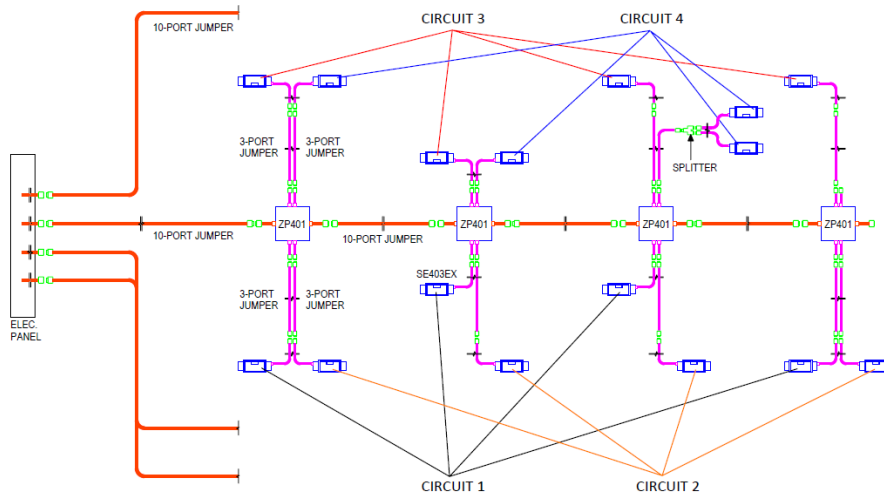 CIRCUIT 3
CIRCUIT 4
10-PORT JUMPER
3-PORT
JUMPER
3-PORT
JUMPER
SPLITTER
ZP401
ZP401
ZP401
ZP401
10-PORT JUMPER
10-PORT JUMPER
SE403EX
3-PORT
JUMPER
3-PORT
JUMPER
ELEC.
PANEL
CIRCUIT 1
CIRCUIT 2